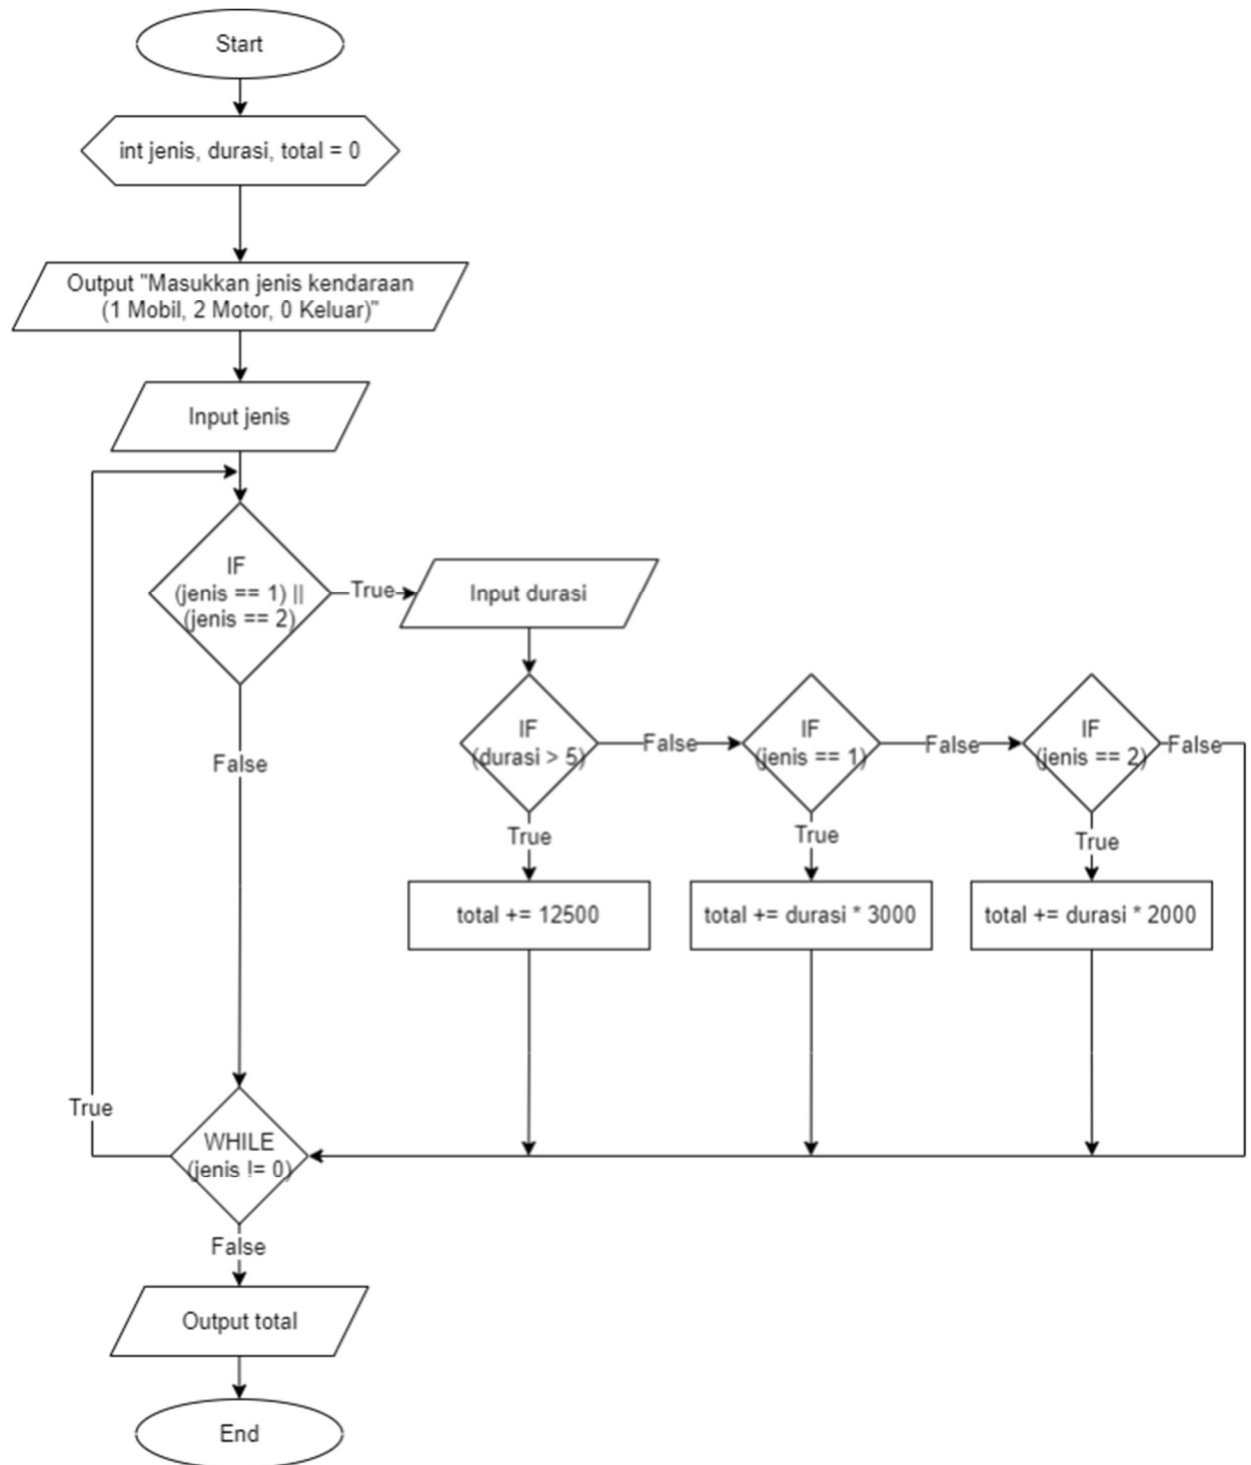 Start
int jenis, durasi, total = 0
Output "Masukkan jenis kendaraan
(1 Mobil, 2 Motor, 0 Keluar)"
Input jenis
IF
(jenis == 1) ||
(jenis == 2)
True
Input durasi
False
IF
(durasi > 5)
False
IF
(jenis == 1)
False
IF
(jenis == 2)
False
True
True
True
total += 12500
total += durasi * 3000
total += durasi * 2000
True
WHILE
(jenis != 0)
False
Output total
End